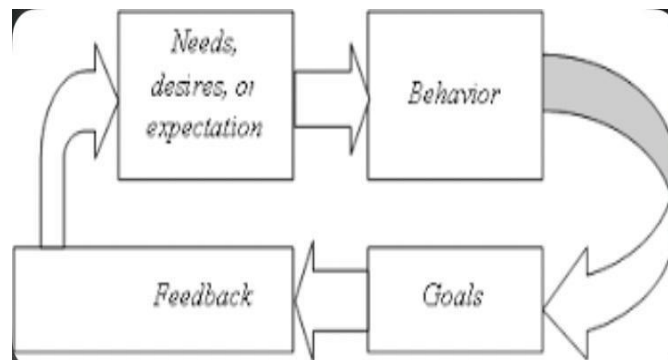 Needs,
desires, or
expectation
Behavior
Feedback
Goals